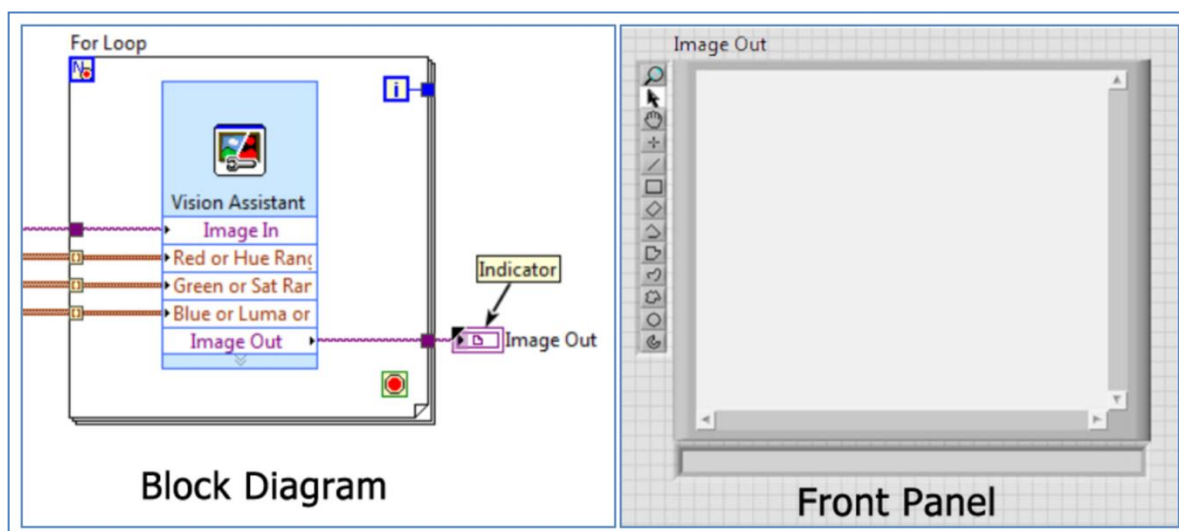 For Loop
N
i
Vision Assistant
Image In
Red or Hue Rang
Green or Sat Ran
Blue or Luma or
Image Out
Indicator
Image Out
Block Diagram
Image Out
Front Panel